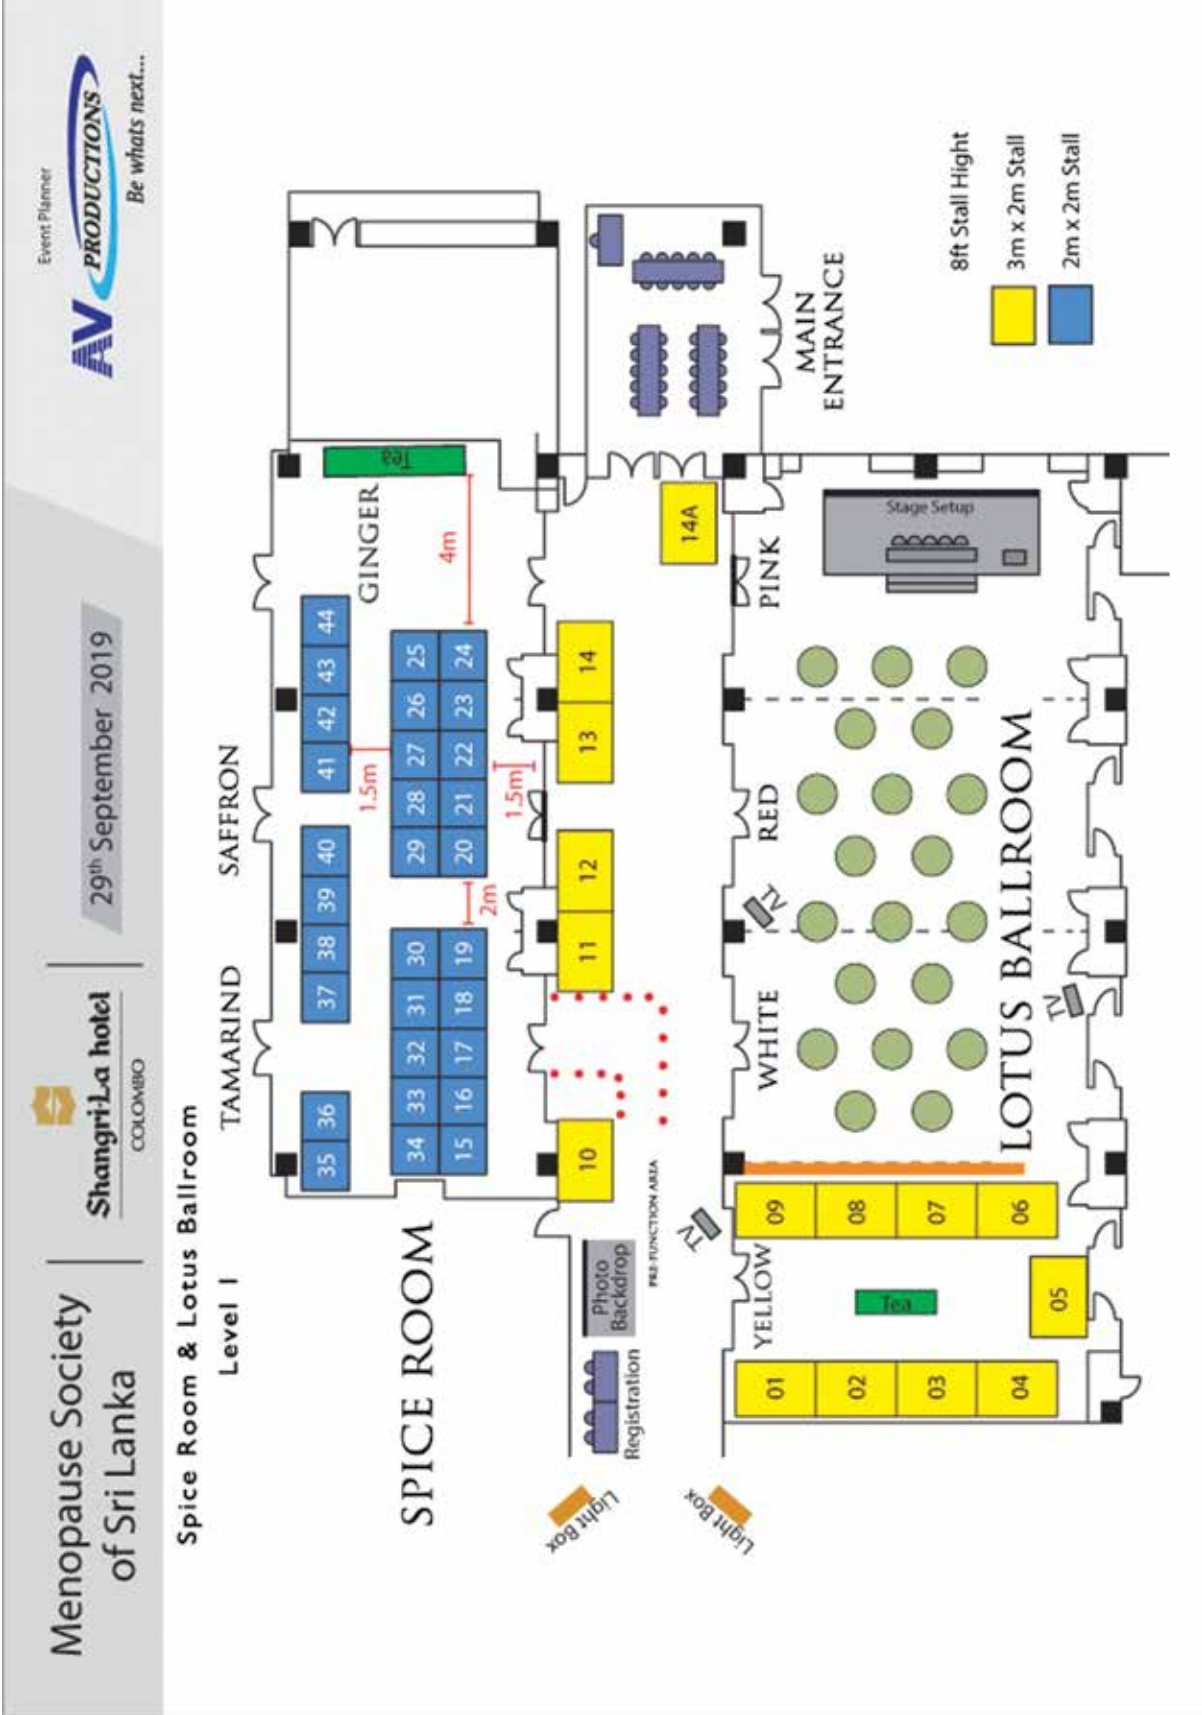 Menopause Society
of Sri Lanka
Shangri-La hotel
COLOMBO
29th September 2019
Event Planner
AV PRODUCTIONS
Be whats next...
Spice Room & Lotus Ballroom
Level 1
TAMARIND
SAFFRON
35
36
37
38
39
40
41
42
43
44
GINGER
Tea
1.5m
34
33
32
31
30
29
28
27
26
25
4m
15
16
17
18
19
20
21
22
23
24
2m
1.5m
SPICE ROOM
10
11
12
13
14
14A
Photo
Backdrop
Registration
PRE-FUNCTION AREA
Light Box
Light Box
TV
TV
TV
YELLOW
WHITE
RED
PINK
MAIN
ENTRANCE
01
02
03
04
05
Tea
09
08
07
06
Stage Setup
LOTUS BALLROOM
8ft Stall Hight
3m x 2m Stall
2m x 2m Stall